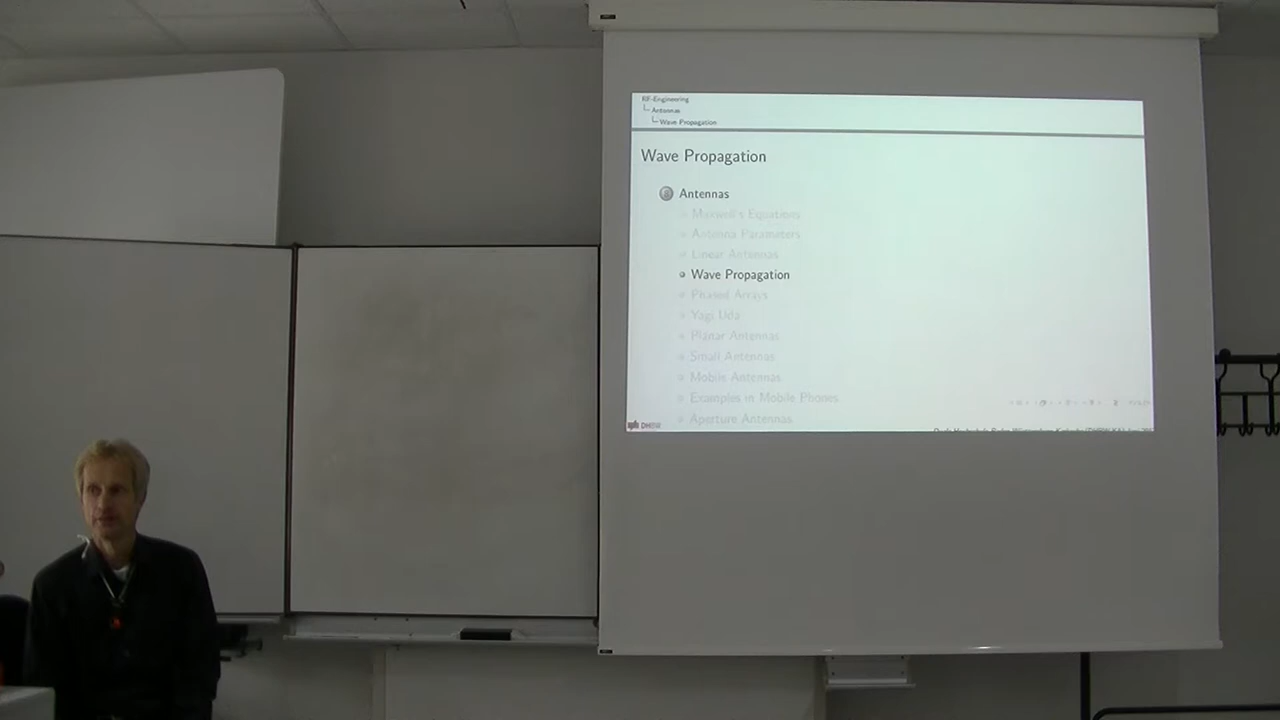 RF-Engineering
Antennas
Wave Propagation
Wave Propagation
Antennas
Maxwell's Equations
Antenna Parameters
Linear Antennas
Wave Propagation
Phased Arrays
Yagi Uda
Planar Antennas
Small Antennas
Mobile Antennas
Examples in Mobile Phones
Aperture Antennas
DHBW